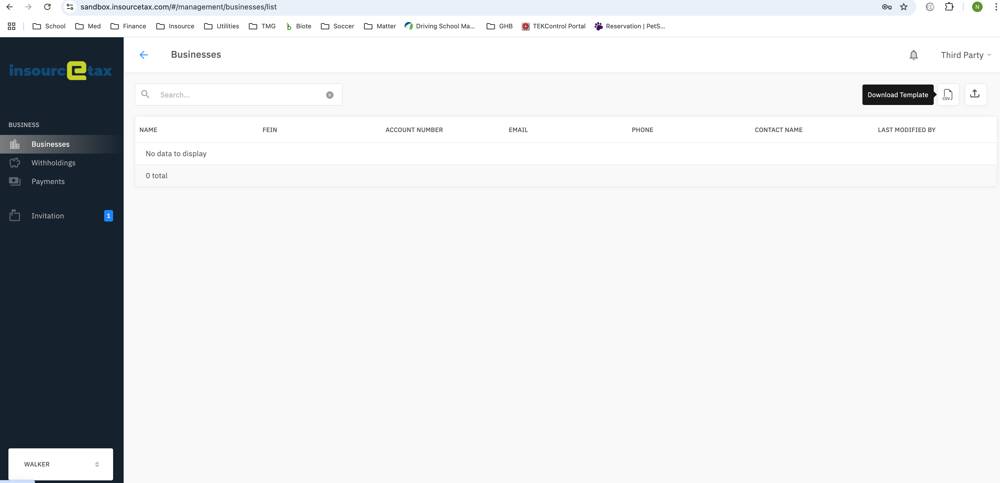 sandbox.insourcetax.com/#/management/businesses/list
N
School Med Finance Insource Utilities TMG Biote Soccer Matter Driving School Ma... GHB TEKControl Portal Reservation | PetS...
insourcetax
Businesses
Third Party
Search...
Download Template
CSV
BUSINESS
Businesses
Withholdings
Payments
Invitation 1
NAME FEIN ACCOUNT NUMBER EMAIL PHONE CONTACT NAME LAST MODIFIED BY
No data to display
0 total
WALKER